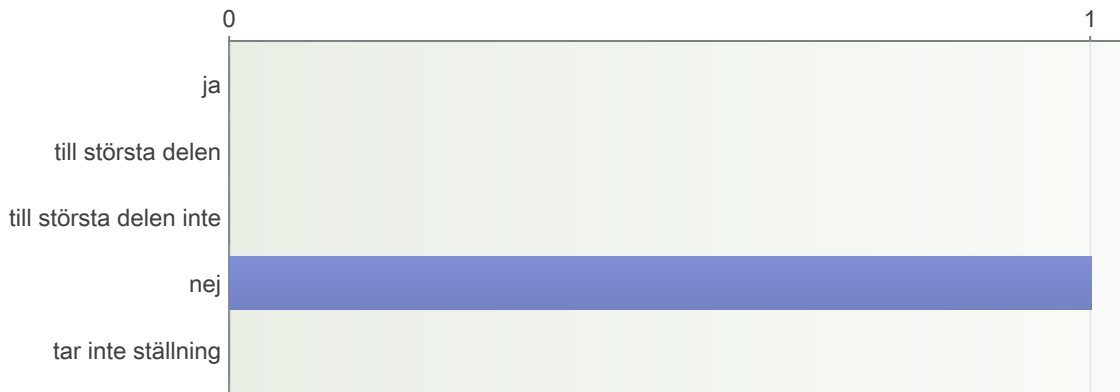 0 1
ja
till största delen
till största delen inte
nej
tar inte ställning